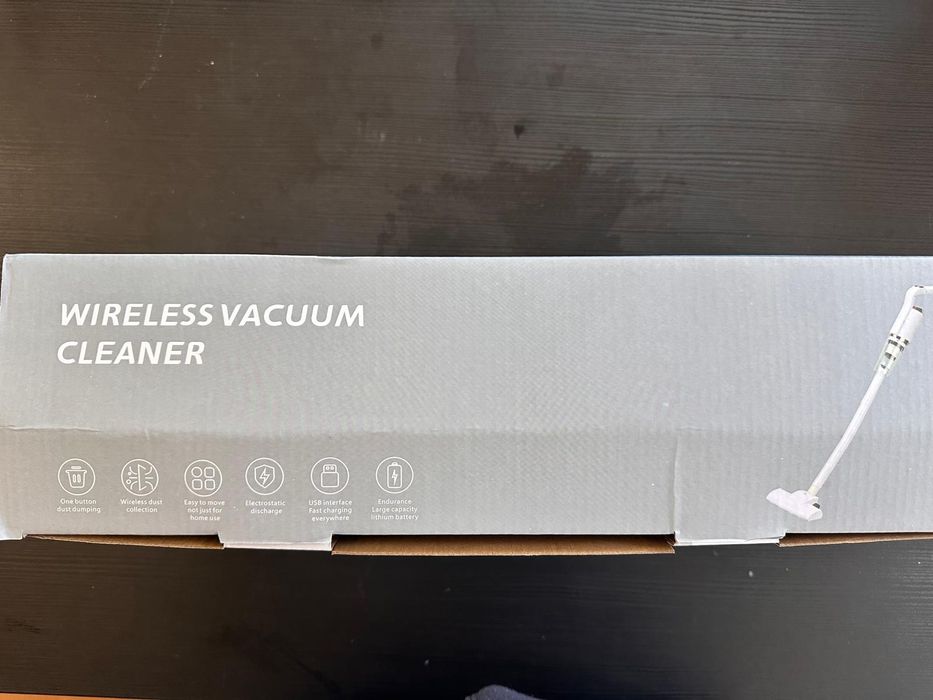 WIRELESS VACUUM
CLEANER
One button
dust dumping
Wireless dust
collection
Easy to move
not just for
home use
Electrostatic
discharge
USB interface
Fast charging
everywhere
Endurance
Large capacity
lithium battery